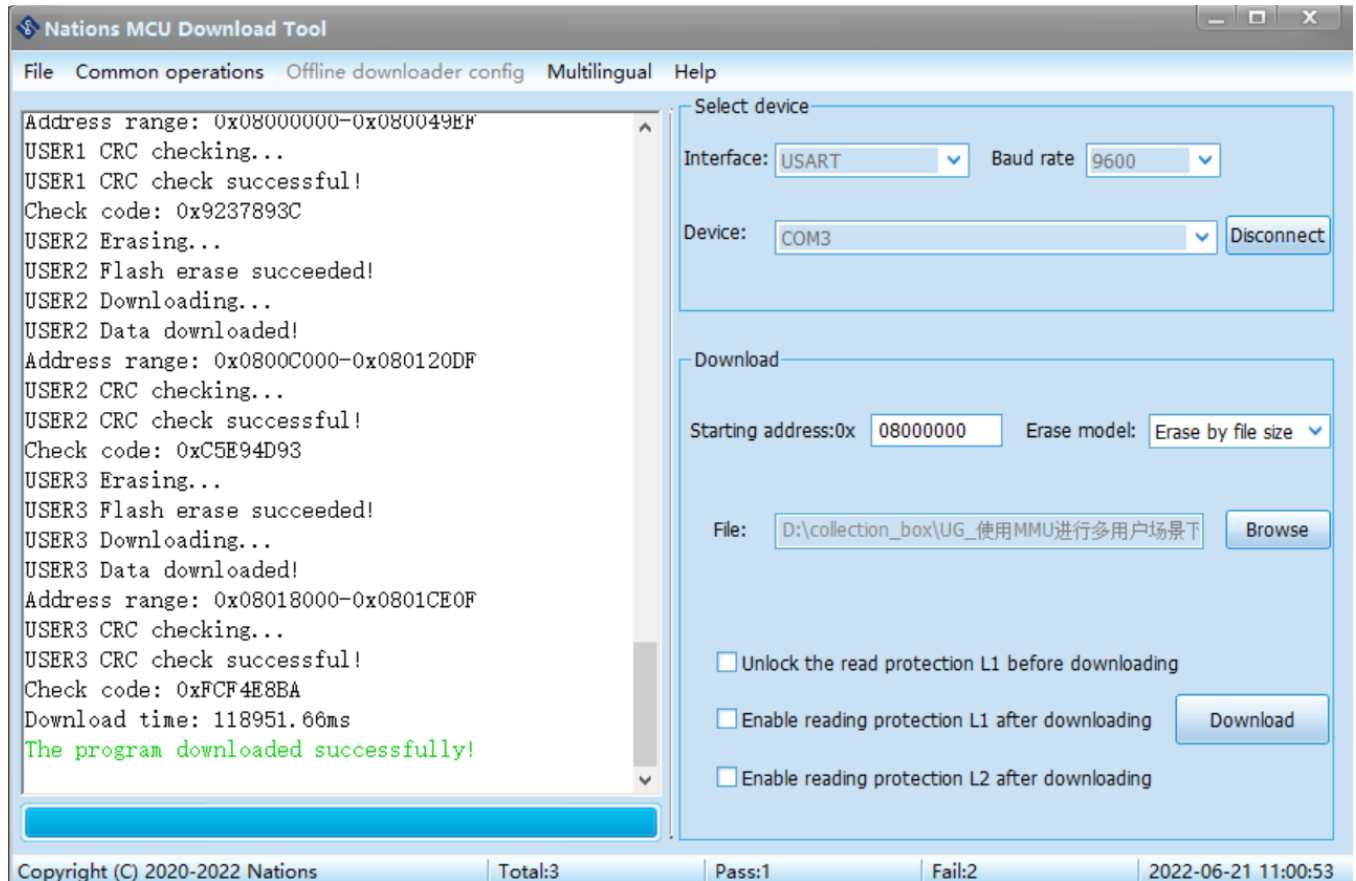 Nations MCU Download Tool
File Common operations Offline downloader config Multilingual Help
Address range: 0x08000000-0x080049EF
USER1 CRC checking...
USER1 CRC check successful!
Check code: 0x9237893C
USER2 Erasing...
USER2 Flash erase succeeded!
USER2 Downloading...
USER2 Data downloaded!
Address range: 0x0800C000-0x080120DF
USER2 CRC checking...
USER2 CRC check successful!
Check code: 0xC5E94D93
USER3 Erasing...
USER3 Flash erase succeeded!
USER3 Downloading...
USER3 Data downloaded!
Address range: 0x08018000-0x0801CE0F
USER3 CRC checking...
USER3 CRC check successful!
Check code: 0xFCF4E8BA
Download time: 118951.66ms
The program downloaded successfully!
Select device
Interface: USART Baud rate 9600
Device: COM3 Disconnect
Download
Starting address:0x 08000000 Erase model: Erase by file size
File: D:\collection_box\UG_使用MMU进行多用户场景下 Browse
Unlock the read protection L1 before downloading
Enable reading protection L1 after downloading Download
Enable reading protection L2 after downloading
Copyright (C) 2020-2022 Nations Total:3 Pass:1 Fail:2 2022-06-21 11:00:53